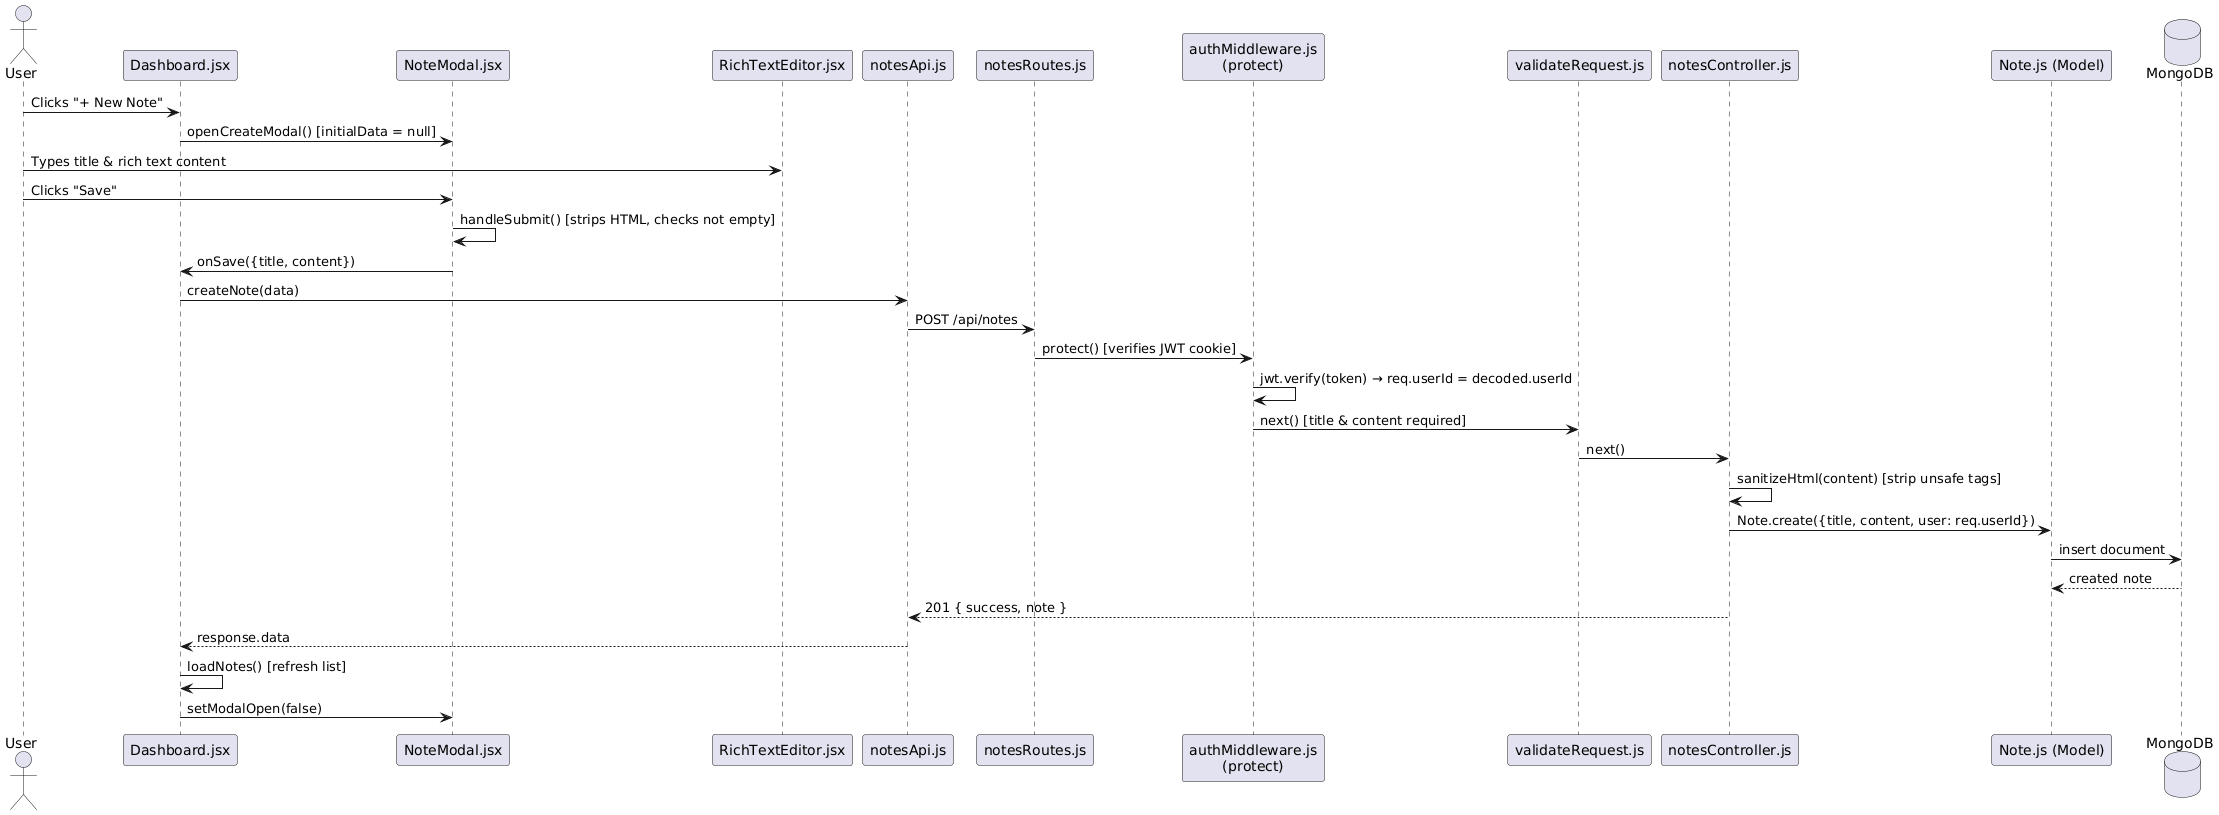 User
Dashboard.jsx
NoteModal.jsx
RichTextEditor.jsx
notesApi.js
notesRoutes.js
authMiddleware.js
(protect)
validateRequest.js
notesController.js
Note.js (Model)
MongoDB
Clicks "+ New Note"
openCreateModal() [initialData = null]
Types title & rich text content
Clicks "Save"
handleSubmit() [strips HTML, checks not empty]
onSave({title, content})
createNote(data)
POST /api/notes
protect() [verifies JWT cookie]
jwt.verify(token) → req.userId = decoded.userId
next() [title & content required]
next()
sanitizeHtml(content) [strip unsafe tags]
Note.create({title, content, user: req.userId})
insert document
created note
201 { success, note }
response.data
loadNotes() [refresh list]
setModalOpen(false)
User
Dashboard.jsx
NoteModal.jsx
RichTextEditor.jsx
notesApi.js
notesRoutes.js
authMiddleware.js
(protect)
validateRequest.js
notesController.js
Note.js (Model)
MongoDB